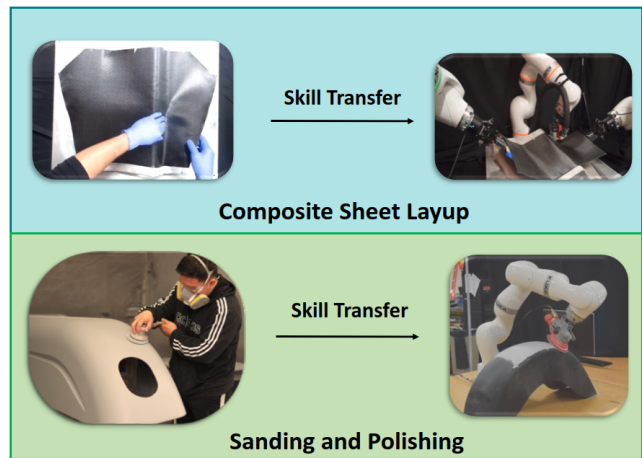 Skill Transfer
Composite Sheet Layup
Skill Transfer
Sanding and Polishing